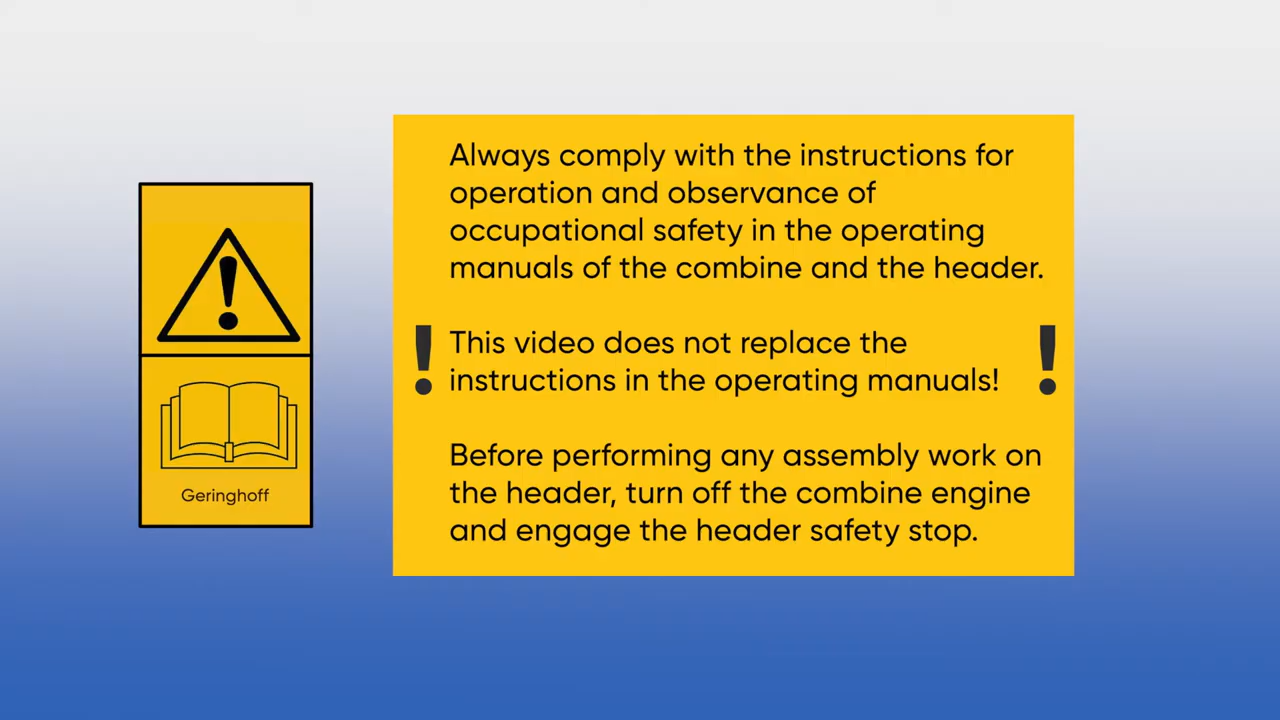 Geringhoff
Always comply with the instructions for
operation and observance of
occupational safety in the operating
manuals of the combine and the header.
This video does not replace the
instructions in the operating manuals!
Before performing any assembly work on
the header, turn off the combine engine
and engage the header safety stop.